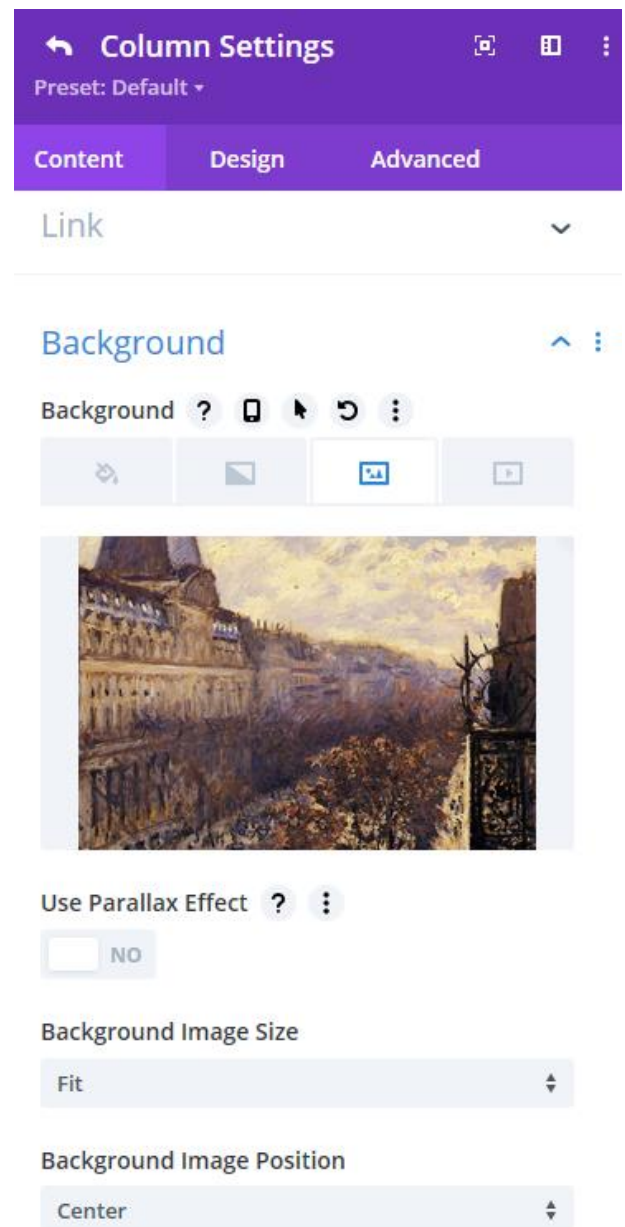 Column Settings
Preset: Default
Content Design Advanced
Link
Background
Background ?
Use Parallax Effect ?
NO
Background Image Size
Fit
Background Image Position
Center